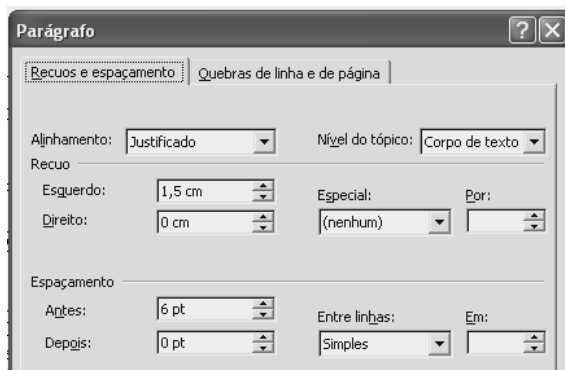 Parágrafo
Recuos e espaçamento Quebras de linha e de página
Alinhamento: Justificado Nível do tópico: Corpo de texto
Recuo
Esquerdo: 1,5 cm Especial: Por:
Direito: 0 cm (nenhum)
Espaçamento
Antes: 6 pt Entre linhas: Em:
Depois: 0 pt Simples